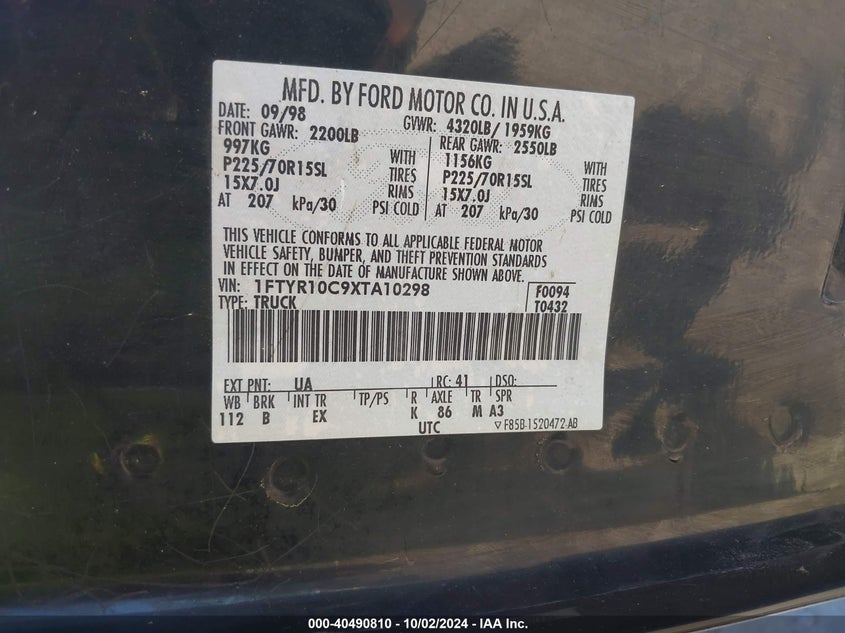 MFD. BY FORD MOTOR CO. IN U.S.A.
DATE: 09/98 GVWR: 4320LB/ 1959KG
FRONT GAWR: 2200LB REAR GAWR: 2550LB
997KG WITH 1156KG WITH
P225/70R15SL TIRES P225/70R15SL TIRES
15X7.0J RIMS 15X7.0J RIMS
AT 207 kPa/30 PSI COLD AT 207 kPa/30 PSI COLD
THIS VEHICLE CONFORMS TO ALL APPLICABLE FEDERAL MOTOR
VEHICLE SAFETY, BUMPER, AND THEFT PREVENTION STANDARDS
IN EFFECT ON THE DATE OF MANUFACTURE SHOWN ABOVE.
VIN: 1FTYR10C9XTA10298 F0094
TYPE: TRUCK T0432
EXT PNT: UA RC: 41 DSO:
WB BRK INT TR TP/PS R AXLE TR SPR
112 B EX K 86 M A3
UTC ▽ F85B-1520472-AB
000-40490810 - 10/02/2024 - IAA Inc.